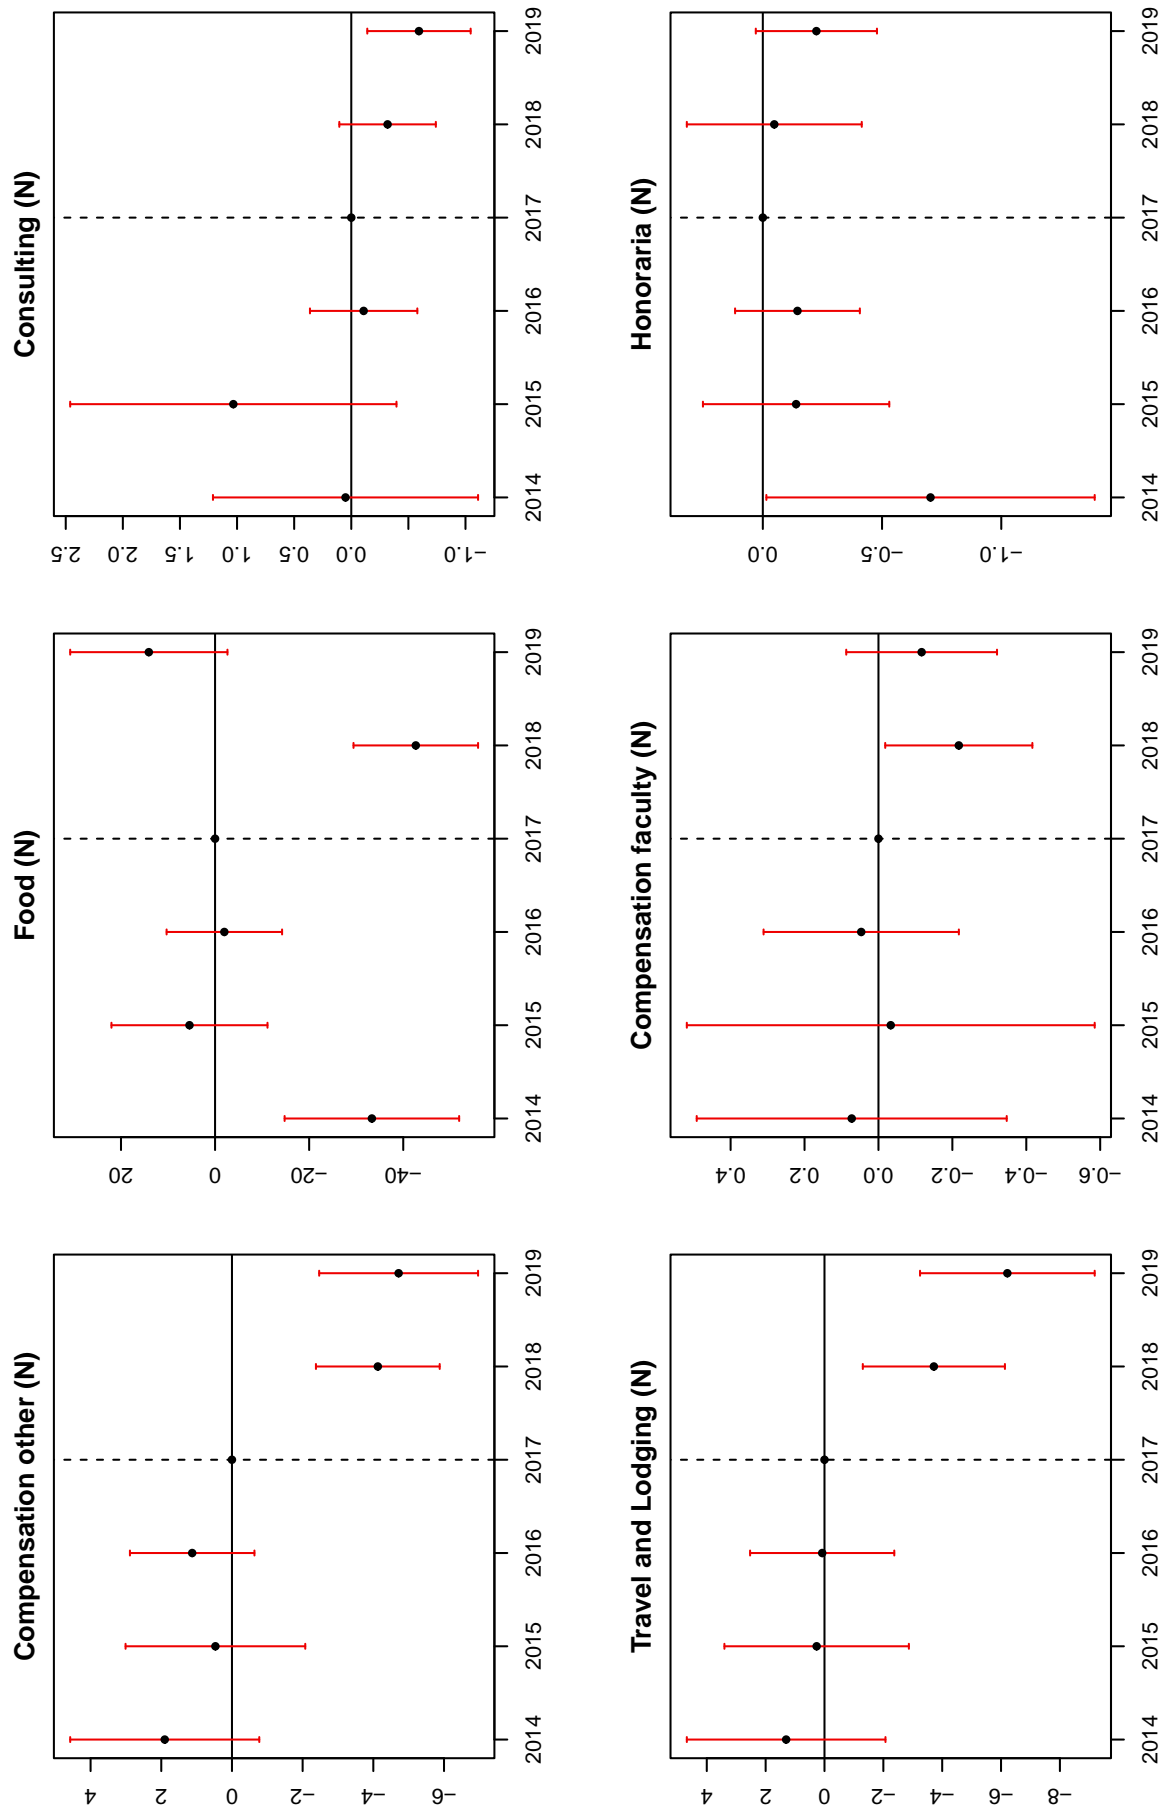 Compensation other (N)
4
2
0
−2
−4
−6
2014 2015 2016 2017 2018 2019
Food (N)
20
0
−20
−40
2014 2015 2016 2017 2018 2019
Consulting (N)
2.5
2.0
1.5
1.0
0.5
0.0
−1.0
2014 2015 2016 2017 2018 2019
Travel and Lodging (N)
4
2
0
−2
−4
−6
−8
2014 2015 2016 2017 2018 2019
Compensation faculty (N)
0.4
0.2
0.0
−0.2
−0.4
−0.6
2014 2015 2016 2017 2018 2019
Honoraria (N)
0.0
−0.5
−1.0
2014 2015 2016 2017 2018 2019